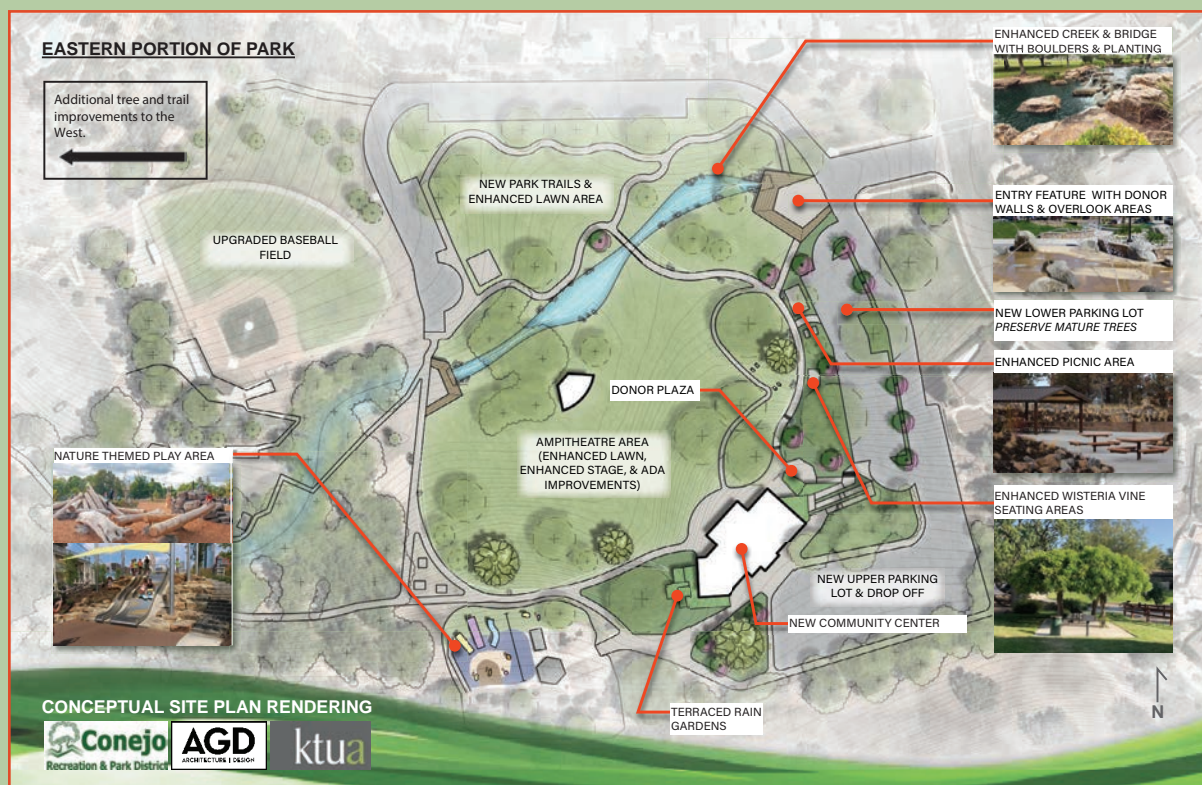 EASTERN PORTION OF PARK
Additional tree and trail
improvements to the
West.
ENHANCED CREEK & BRIDGE
WITH BOULDERS & PLANTING
NEW PARK TRAILS &
ENHANCED LAWN AREA
ENTRY FEATURE WITH DONOR
WALLS & OVERLOOK AREAS
UPGRADED BASEBALL
FIELD
NEW LOWER PARKING LOT
PRESERVE MATURE TREES
ENHANCED PICNIC AREA
DONOR PLAZA
AMPITHEATRE AREA
(ENHANCED LAWN,
ENHANCED STAGE, & ADA
IMPROVEMENTS)
NATURE THEMED PLAY AREA
ENHANCED WISTERIA VINE
SEATING AREAS
NEW UPPER PARKING
LOT & DROP OFF
NEW COMMUNITY CENTER
TERRACED RAIN
GARDENS
N
CONCEPTUAL SITE PLAN RENDERING
Conejo
Recreation & Park District
AGD
ARCHITECTURE | DESIGN
ktua